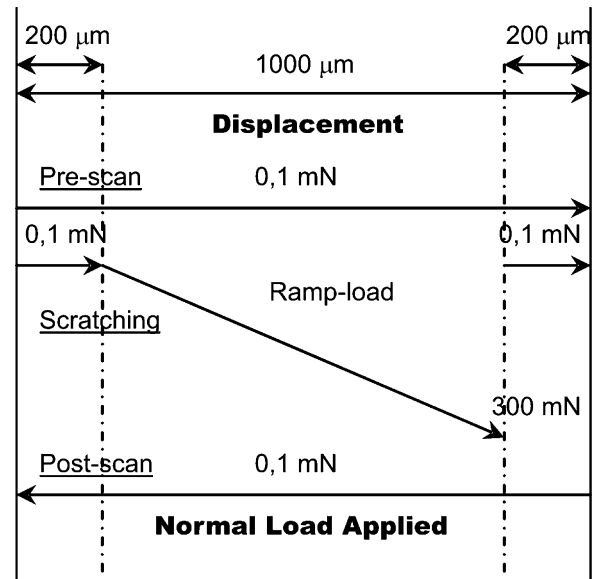 200 μm
200 μm
1000 μm
Displacement
Pre-scan
0,1 mN
0,1 mN
0,1 mN
Ramp-load
Scratching
300 mN
Post-scan
0,1 mN
Normal Load Applied